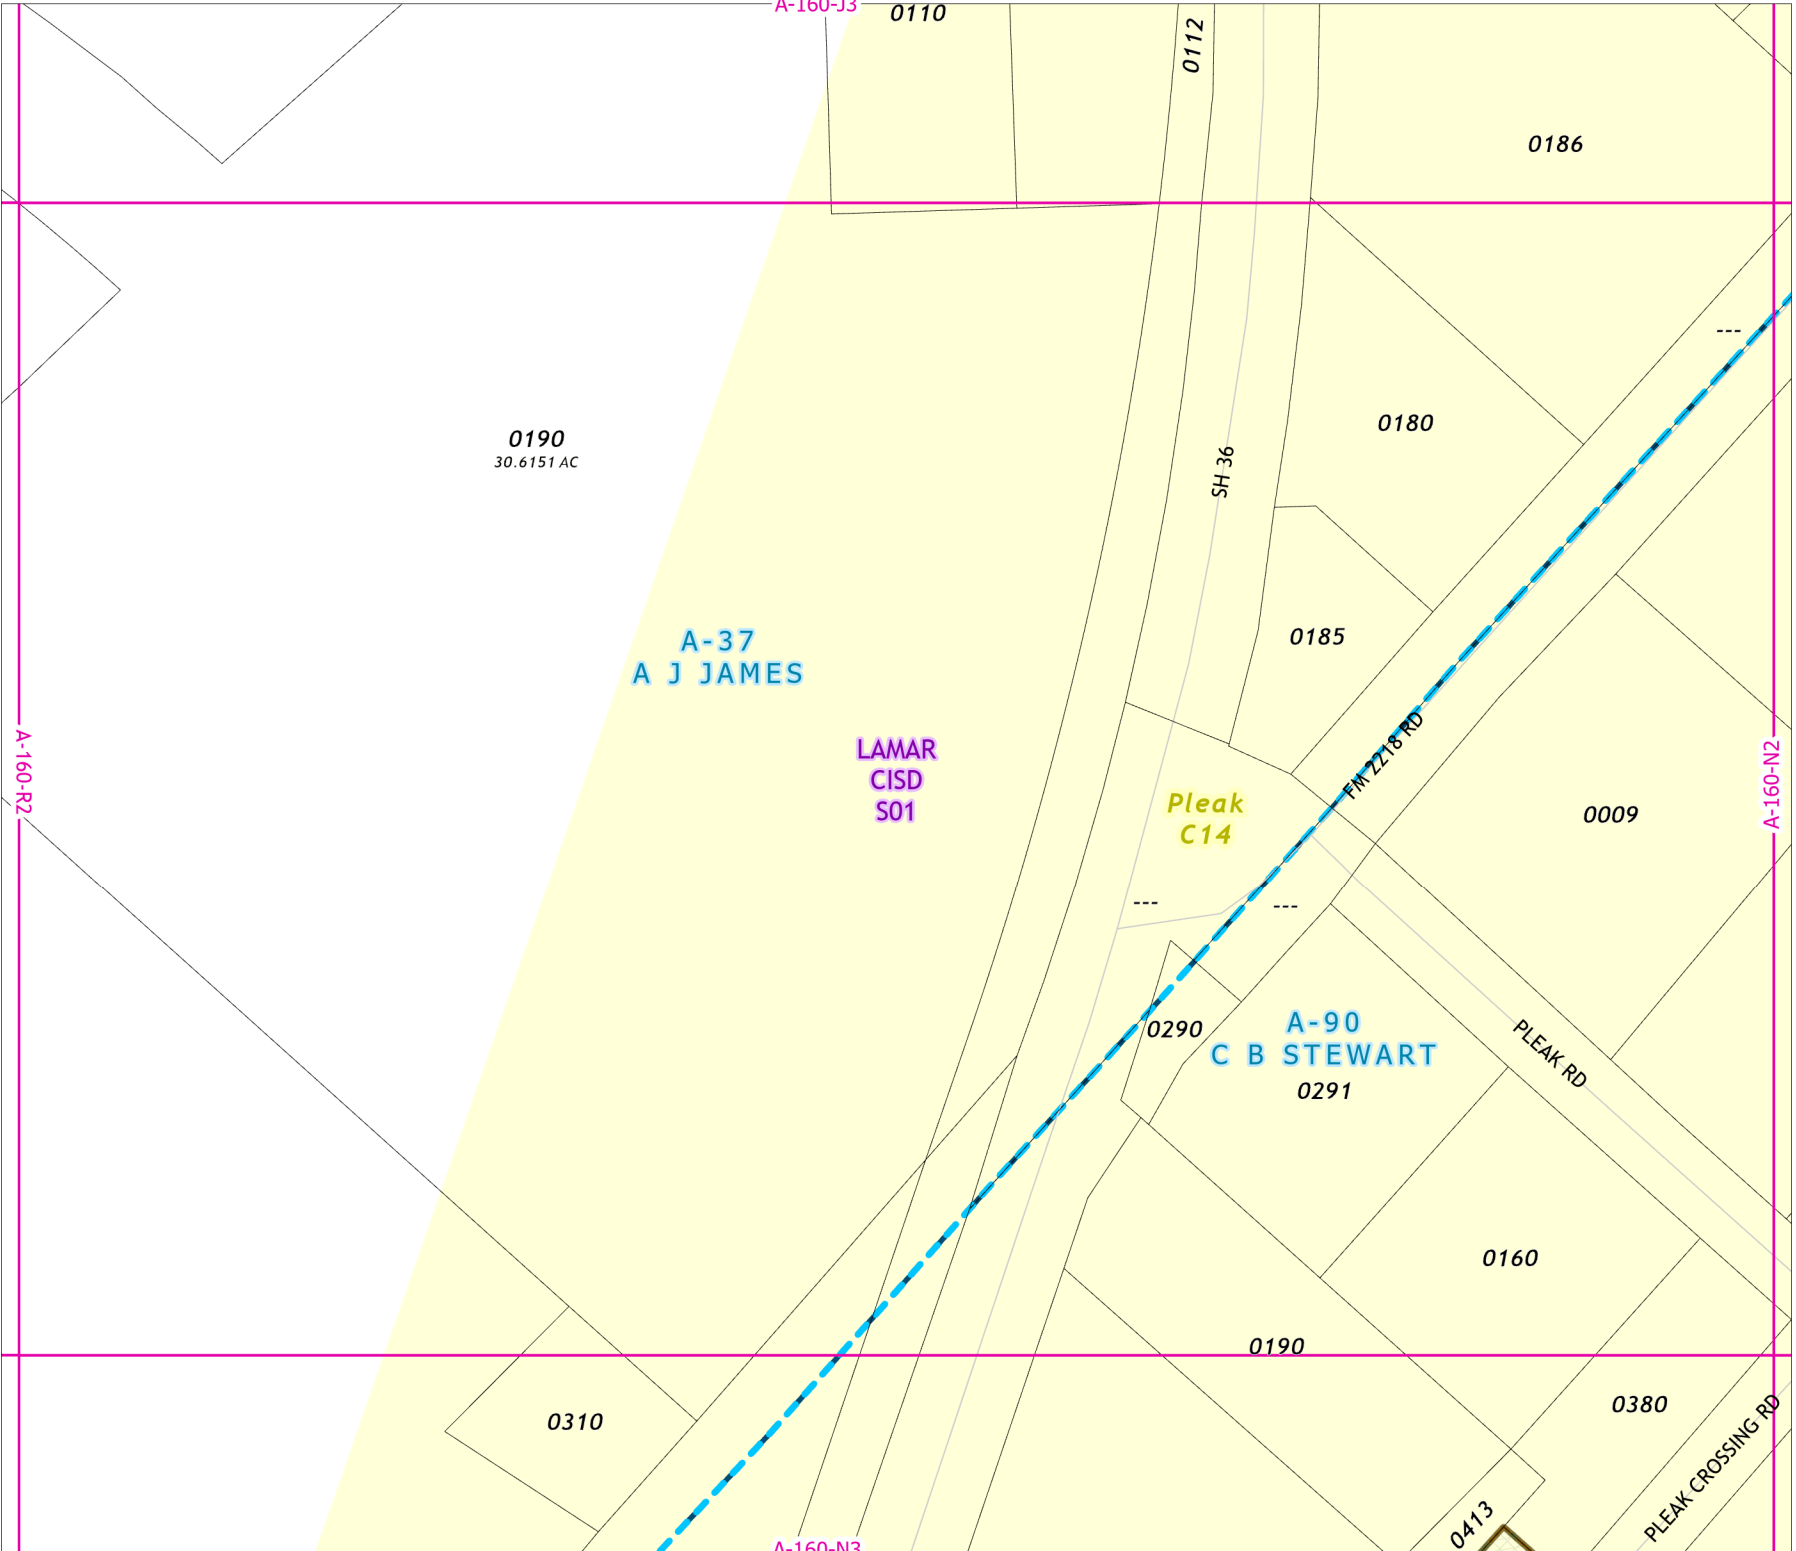 A-160-J3
0110
0112
0186
---
0180
0190
30.6151 AC
SH 36
0185
A-37
A J JAMES
FM 2218 RD
LAMAR
CISD
S01
A-160-R2
A-160-N2
Pleak
C14
0009
---
---
0290
A-90
C B STEWART
0291
PLEAK RD
0160
0190
0380
0310
PLEAK CROSSING RD
0413
A-160-N3